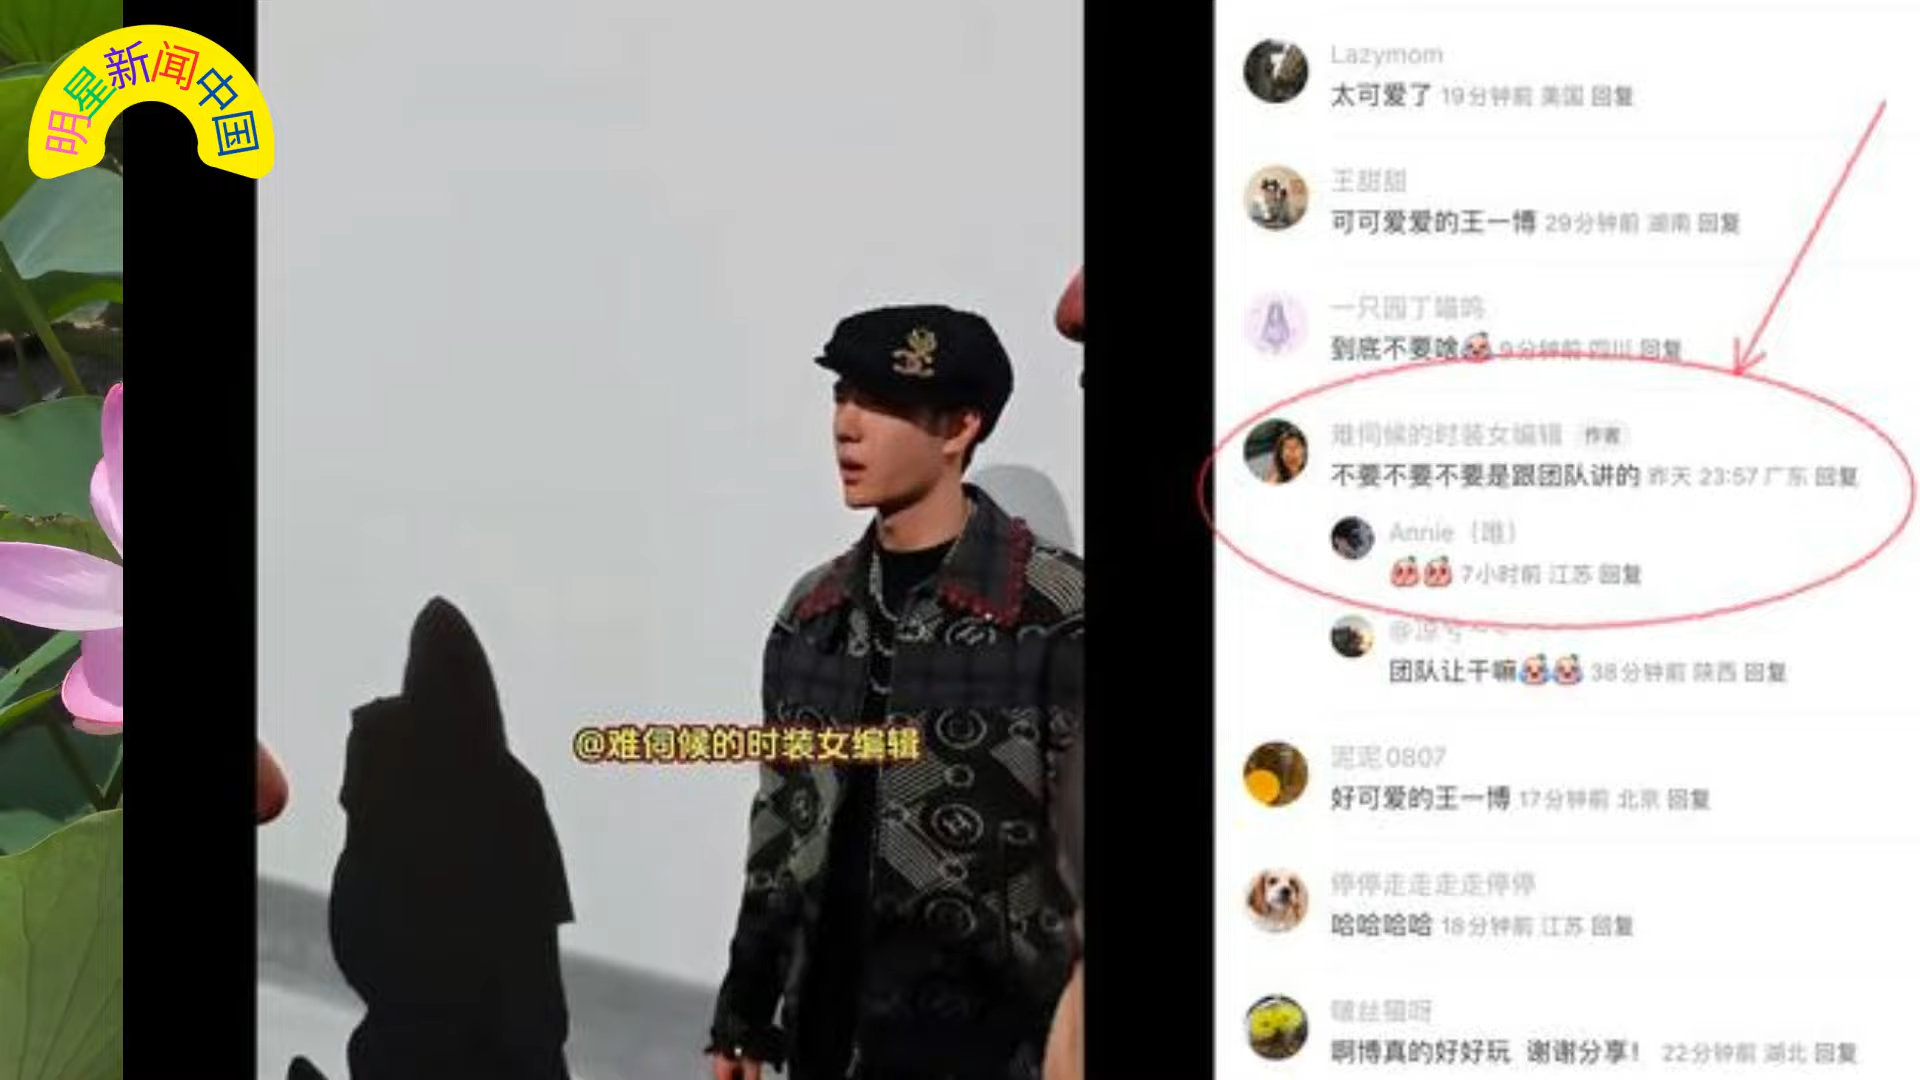 明星新闻中国
@难伺候的时装女编辑
Lazymom
太可爱了 19分钟前 美国 回复
王甜甜
可可爱爱的王一博 29分钟前 湖南 回复
一只园丁喵呜
到底不要啥 9分钟前 四川 回复
难伺候的时装女编辑 作者
不要不要不要是跟团队讲的 昨天 23:57 广东 回复
Annie（唯）
7小时前 江苏 回复
团队让干嘛 38分钟前 陕西 回复
泥泥0807
好可爱的王一博 17分钟前 北京 回复
停停走走走走停停
哈哈哈哈 18分钟前 江苏 回复
啊博真的好好玩 谢谢分享！ 22分钟前 湖北 回复